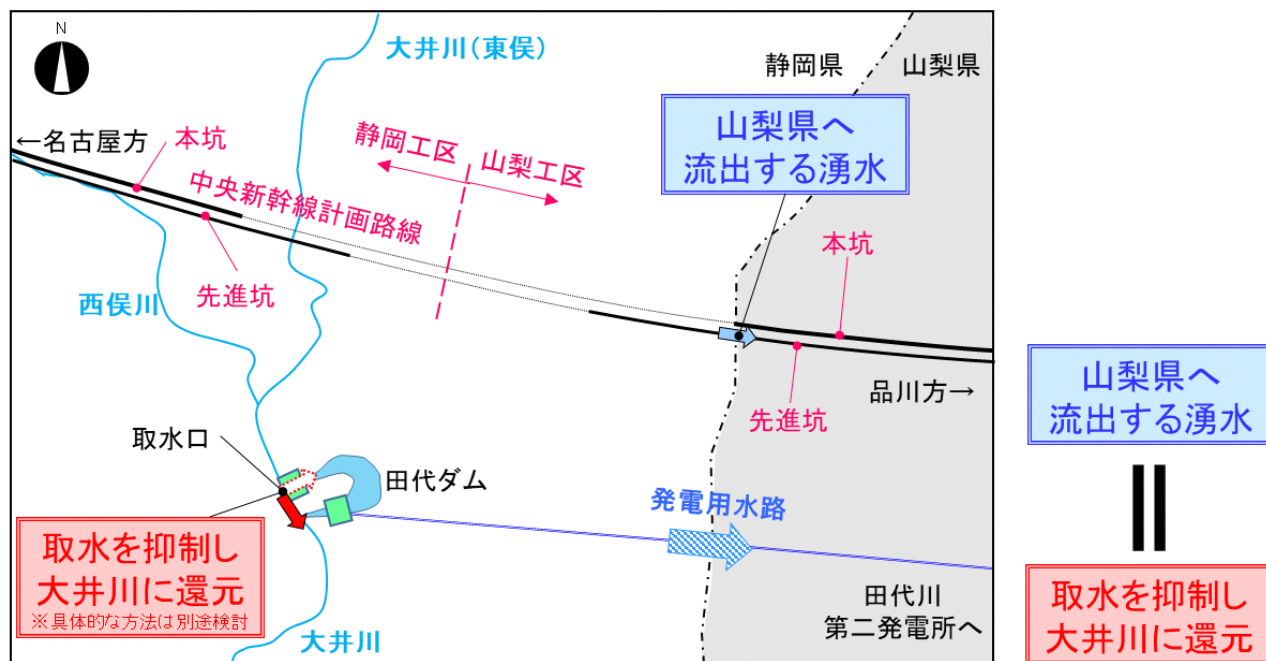 N
大井川(東俣)
静岡県
山梨県
山梨県へ
流出する湧水
←名古屋方
本坑
静岡工区
山梨工区
中央新幹線計画路線
先進坑
西俣川
本坑
先進坑
品川方→
取水口
田代ダム
発電用水路
取水を抑制し
大井川に還元
※具体的な方法は別途検討
大井川
田代川
第二発電所へ
山梨県へ
流出する湧水
取水を抑制し
大井川に還元